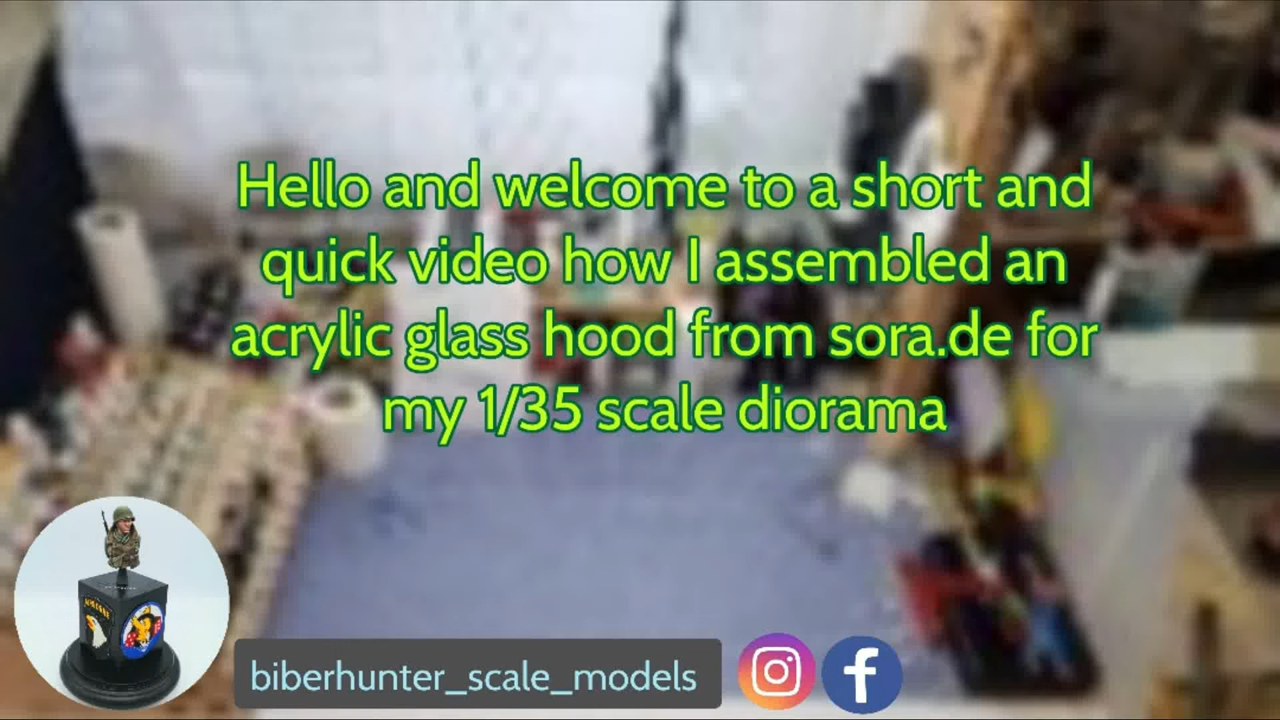 Hello and welcome to a short and
quick video how I assembled an
acrylic glass hood from sora.de for
my 1/35 scale diorama
biberhunter_scale_models